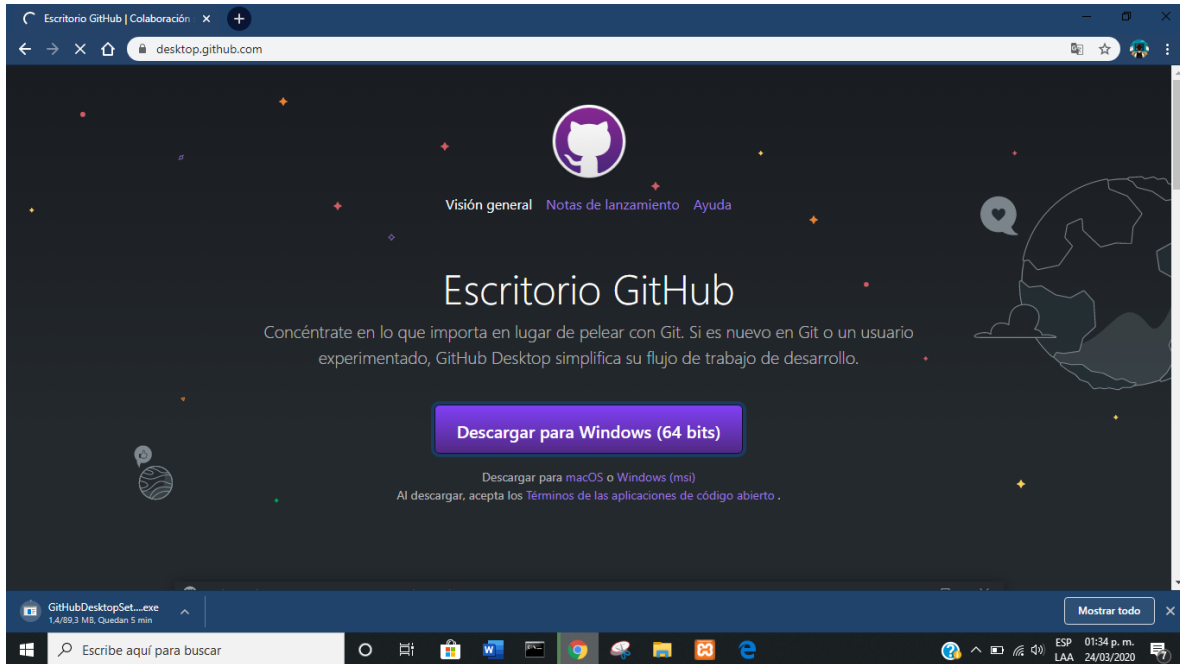 Escritorio GitHub | Colaboración
desktop.github.com
Visión general Notas de lanzamiento Ayuda
Escritorio GitHub
Concéntrate en lo que importa en lugar de pelear con Git. Si es nuevo en Git o un usuario
experimentado, GitHub Desktop simplifica su flujo de trabajo de desarrollo.
Descargar para Windows (64 bits)
Descargar para macOS o Windows (msi)
Al descargar, acepta los Términos de las aplicaciones de código abierto .
GitHubDesktopSet....exe
1,4/89,3 MB, Quedan 5 min
Mostrar todo
Escribe aquí para buscar
ESP 01:34 p. m.
LAA 24/03/2020